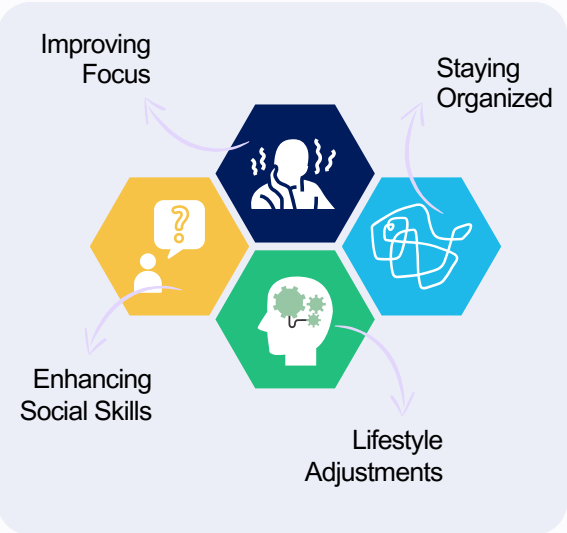 Improving
Focus
Staying
Organized
?
Enhancing
Social Skills
Lifestyle
Adjustments